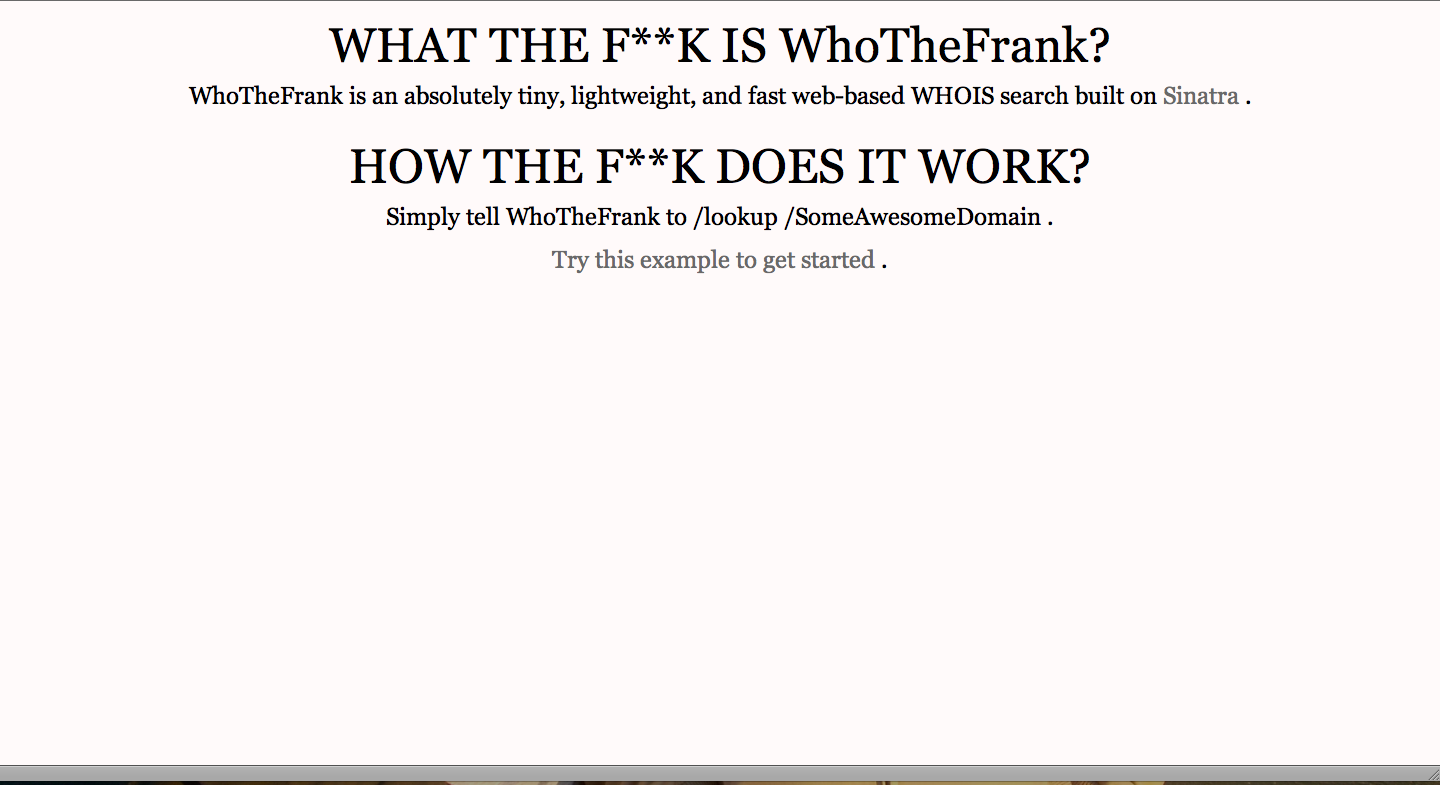 WHAT THE F**K IS WhoTheFrank?
WhoTheFrank is an absolutely tiny, lightweight, and fast web-based WHOIS search built on Sinatra .
HOW THE F**K DOES IT WORK?
Simply tell WhoTheFrank to /lookup /SomeAwesomeDomain .
Try this example to get started .